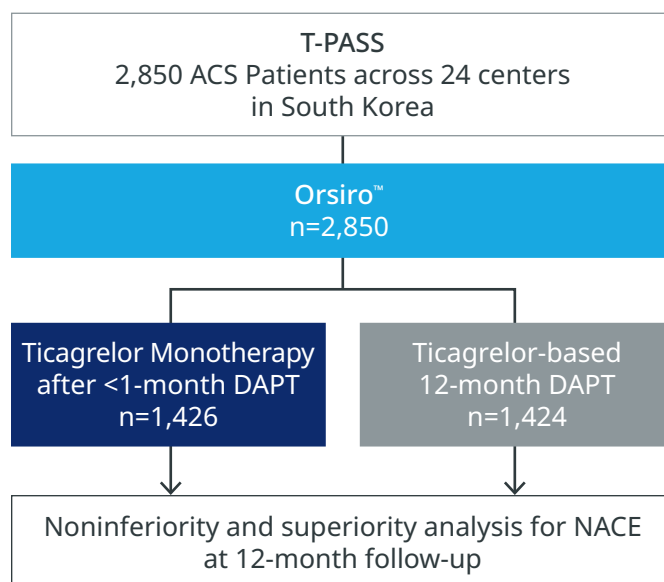 T-PASS
2,850 ACS Patients across 24 centers
in South Korea
Orsiro™
n=2,850
Ticagrelor Monotherapy
after <1-month DAPT
n=1,426
Ticagrelor-based
12-month DAPT
n=1,424
Noninferiority and superiority analysis for NACE
at 12-month follow-up